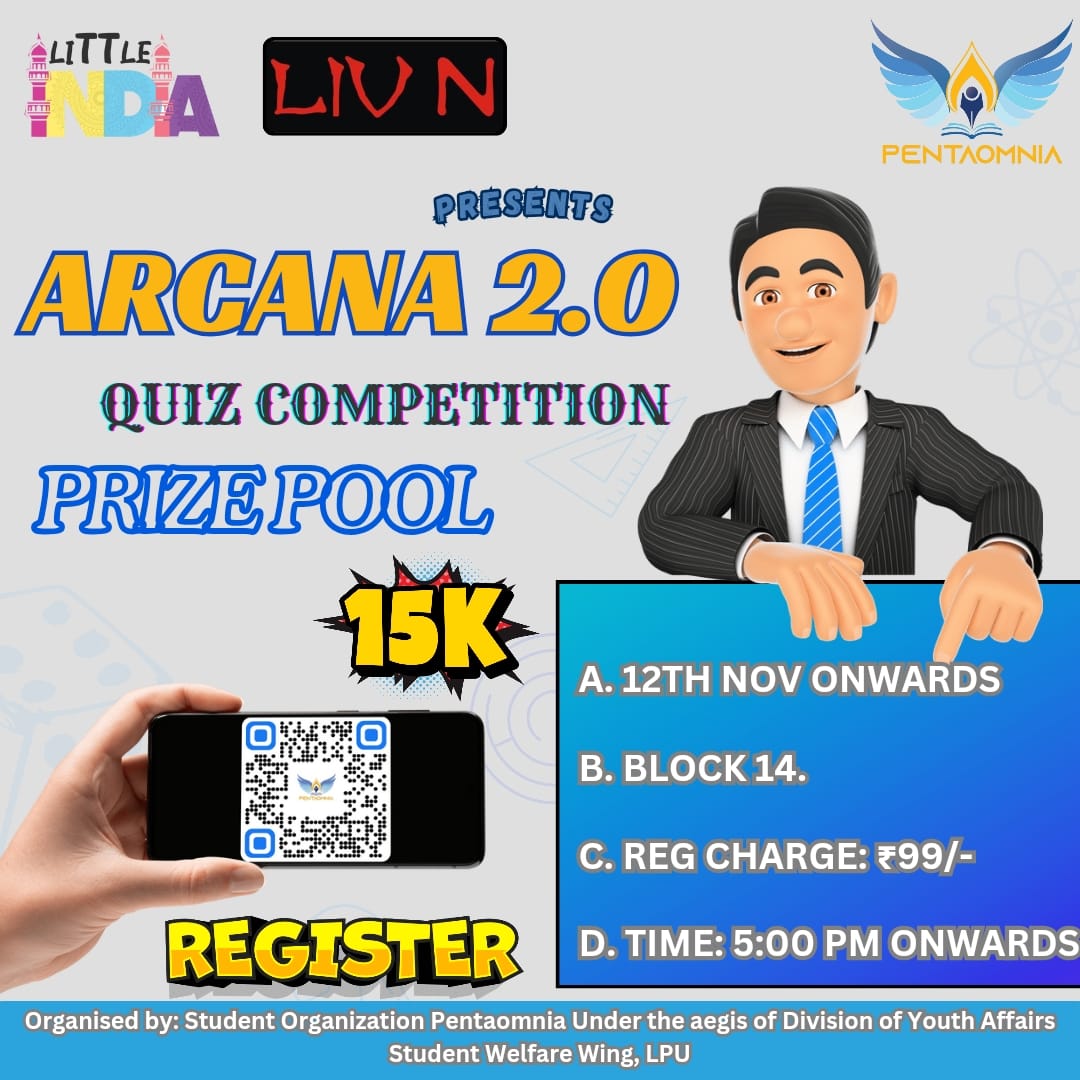 LiTTLE
INDIA
LIV N
PENTAOMNIA
PRESENTS
ARCANA 2.0
QUIZ COMPETITION
PRIZE POOL
15K
A. 12TH NOV ONWARDS
B. BLOCK 14.
C. REG CHARGE: ₹99/-
D. TIME: 5:00 PM ONWARDS
PENTAOMNIA
REGISTER
Organised by: Student Organization Pentaomnia Under the aegis of Division of Youth Affairs
Student Welfare Wing, LPU